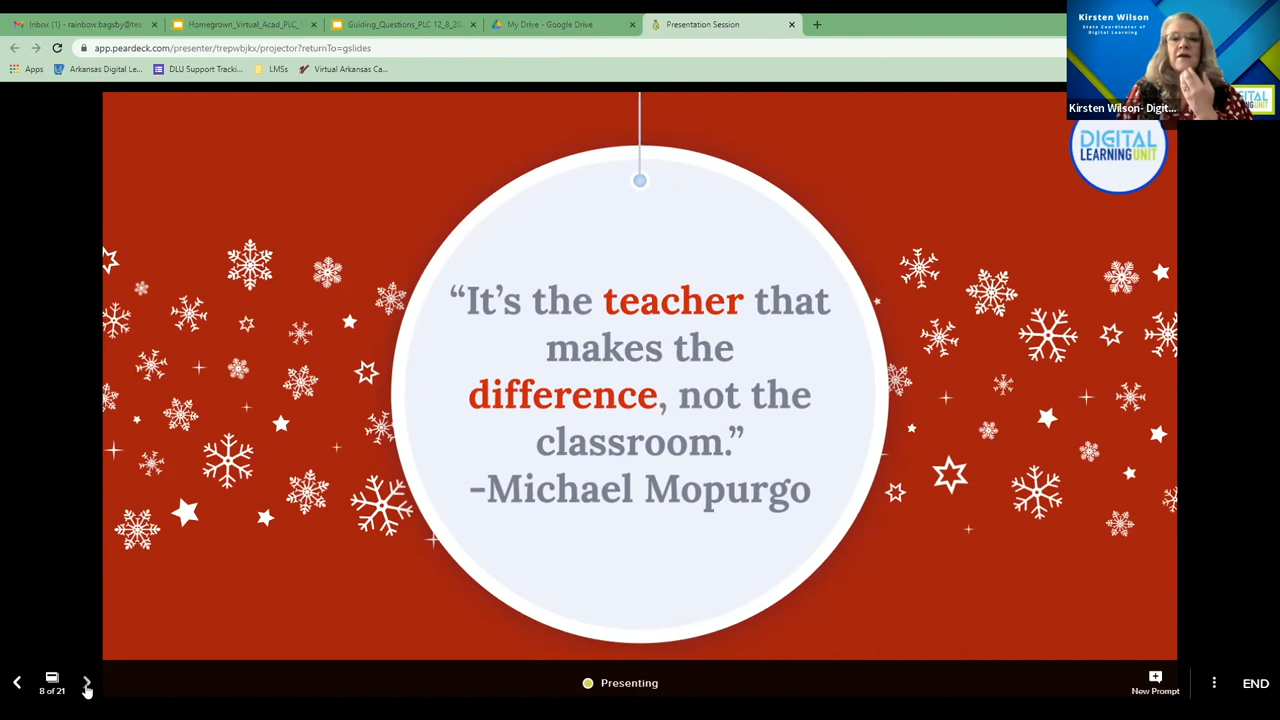 Inbox (1) - rainbow.bagsby@te
Homegrown_Virtual_Acad_PLC_
Guiding_Questions_PLC 12_8_20
My Drive - Google Drive
Presentation Session
app.peardeck.com/presenter/trepwbjkx/projector?returnTo=gslides
Apps
Arkansas Digital Le...
DLU Support Tracki...
LMSs
Virtual Arkansas Ca...
Kirsten Wilson
State Coordinator of
Digital Learning
Kirsten Wilson- Digit...
DIGITAL
LEARNING UNIT
“It’s the teacher that
makes the
difference, not the
classroom.”
-Michael Mopurgo
8 of 21
Presenting
New Prompt
END